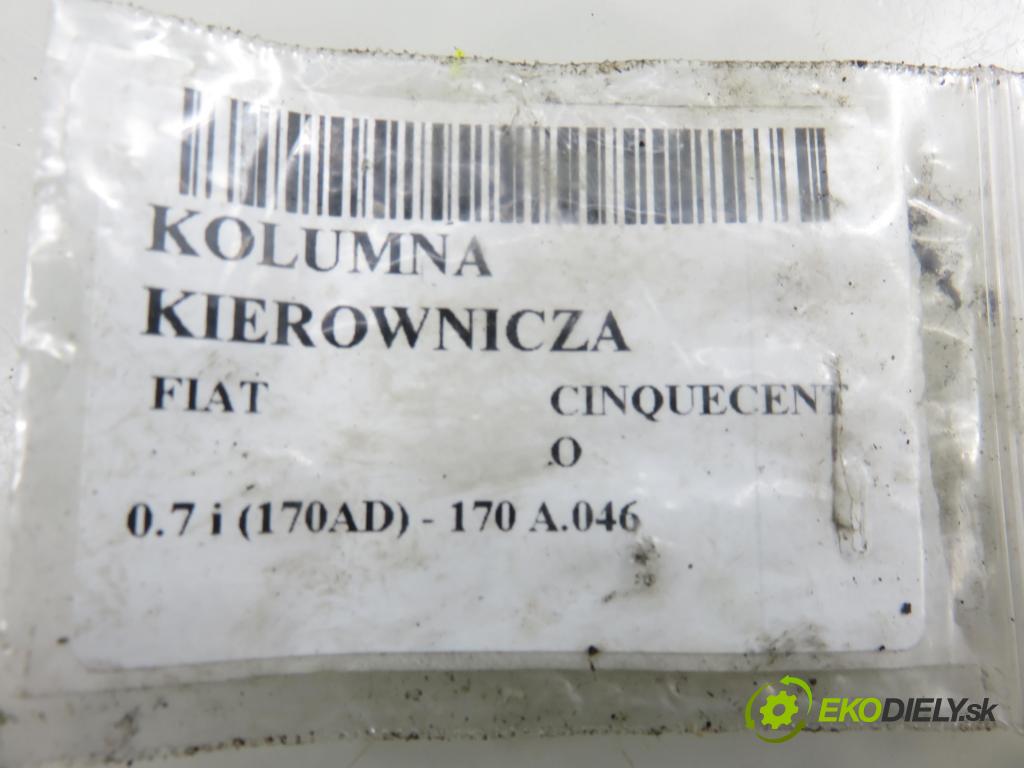 KOLUMNA
KIEROWNICZA
FIAT CINQUECENT
O
0.7 i (170AD) - 170 A.046
EKODIELY.sk